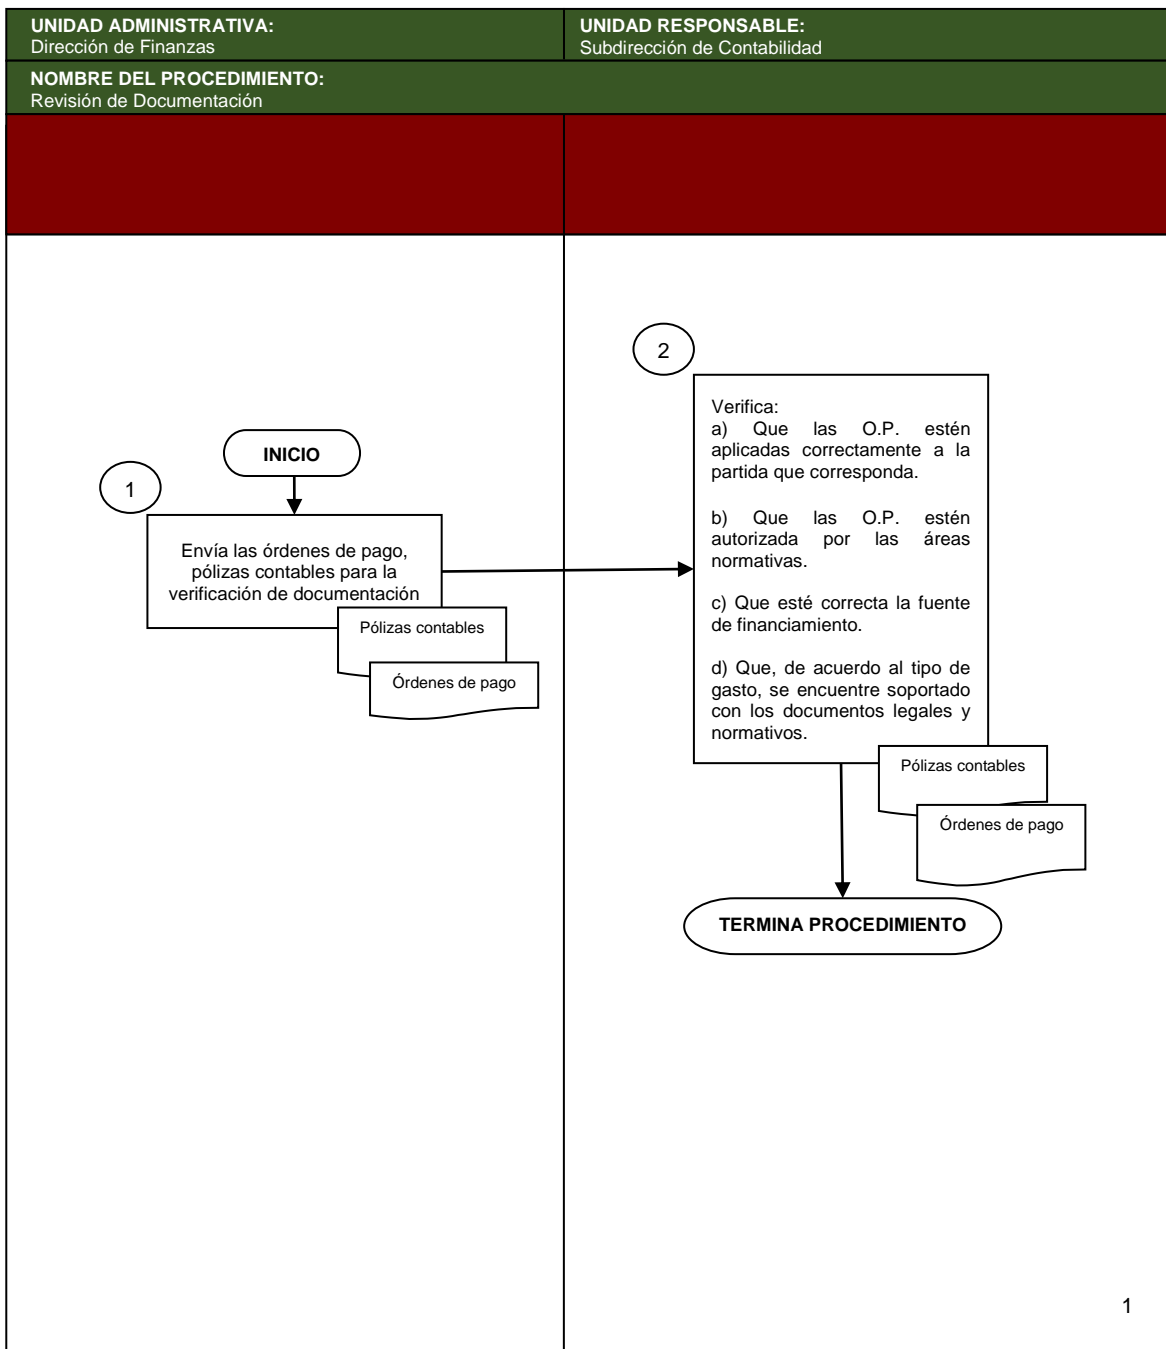 UNIDAD ADMINISTRATIVA:
Dirección de Finanzas
UNIDAD RESPONSABLE:
Subdirección de Contabilidad
NOMBRE DEL PROCEDIMIENTO:
Revisión de Documentación
INICIO
1
Envía las órdenes de pago,
pólizas contables para la
verificación de documentación
Pólizas contables
Órdenes de pago
2
Verifica:
a) Que las O.P. estén
aplicadas correctamente a la
partida que corresponda.
b) Que las O.P. estén
autorizada por las áreas
normativas.
c) Que esté correcta la fuente
de financiamiento.
d) Que, de acuerdo al tipo de
gasto, se encuentre soportado
con los documentos legales y
normativos.
Pólizas contables
Órdenes de pago
TERMINA PROCEDIMIENTO
1